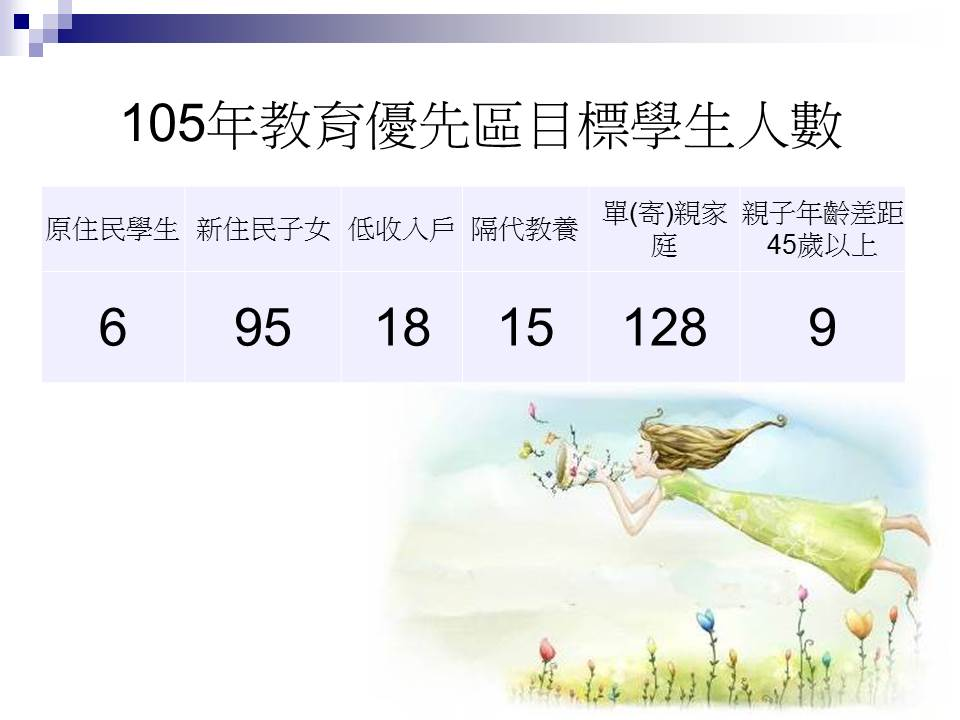 105年教育優先區目標學生人數
原住民學生 新住民子女 低收入戶 隔代教養 單(寄)親家庭 親子年齡差距45歲以上
6 95 18 15 128 9